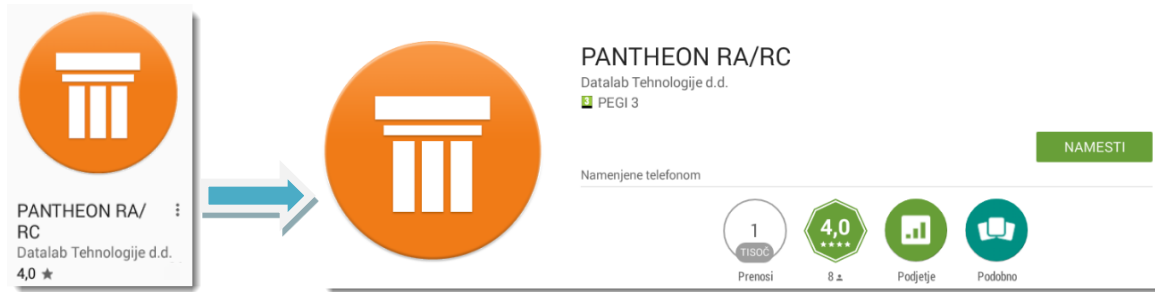 PANTHEON RA/
RC
Datalab Tehnologije d.d.
4,0 ★
PANTHEON RA/RC
Datalab Tehnologije d.d.
3 PEGI 3
NAMESTI
Namenjene telefonom
1
TISOČ
4,0
Prenosi
8
Podjetje
Podobno